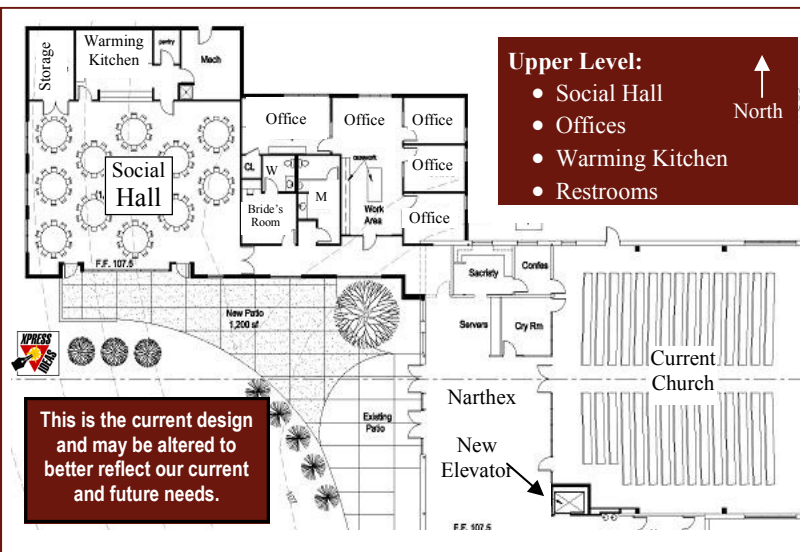 Storage
Warming
Kitchen
pantry
Mech
Upper Level:
• Social Hall
• Offices
• Warming Kitchen
• Restrooms
North
Office
Office
Office
Office
Office
CL
W
M
casework
Work
Area
Bride's
Room
Social
Hall
F.F. 107.5
New Patio
1,200 sf
Sacristy
Confes
Servers
Cry Rm
XPRESS
IDEAS
Existing
Patio
Narthex
Current
Church
New
Elevator
This is the current design
and may be altered to
better reflect our current
and future needs.
107
F.F. 107.5